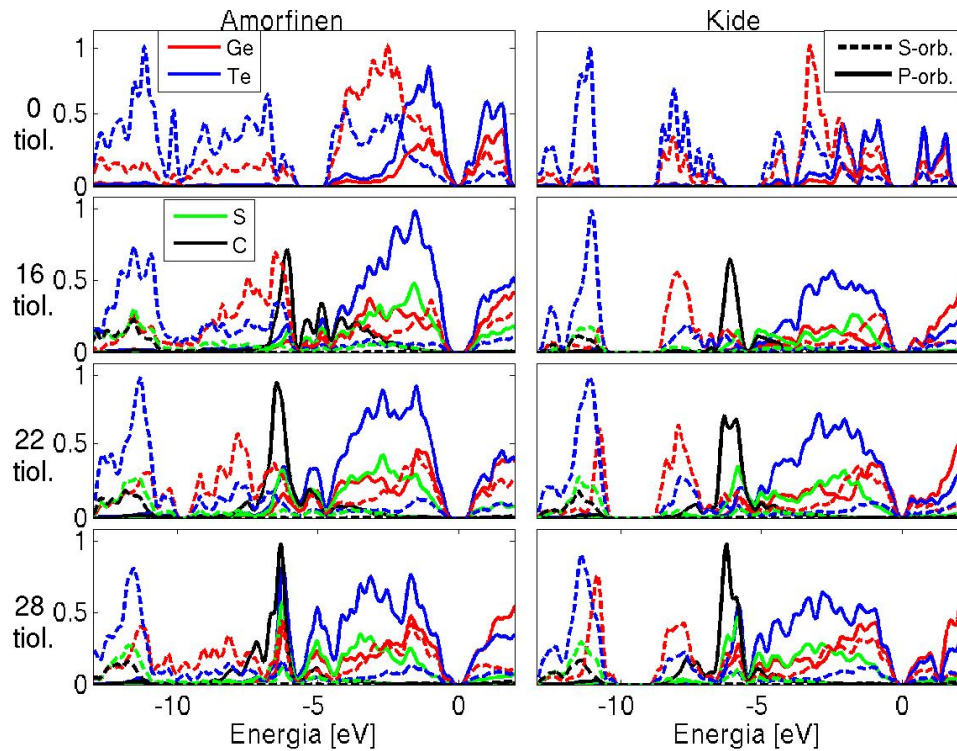 Amorfinen
Kide
1
Ge
Te
S-orb.
P-orb.
0.5
0
tiol.
0
1
S
C
16
tiol.
0.5
0
1
22
tiol.
0.5
0
1
28
tiol.
0.5
0
-10
-5
0
-10
-5
0
Energia [eV]
Energia [eV]